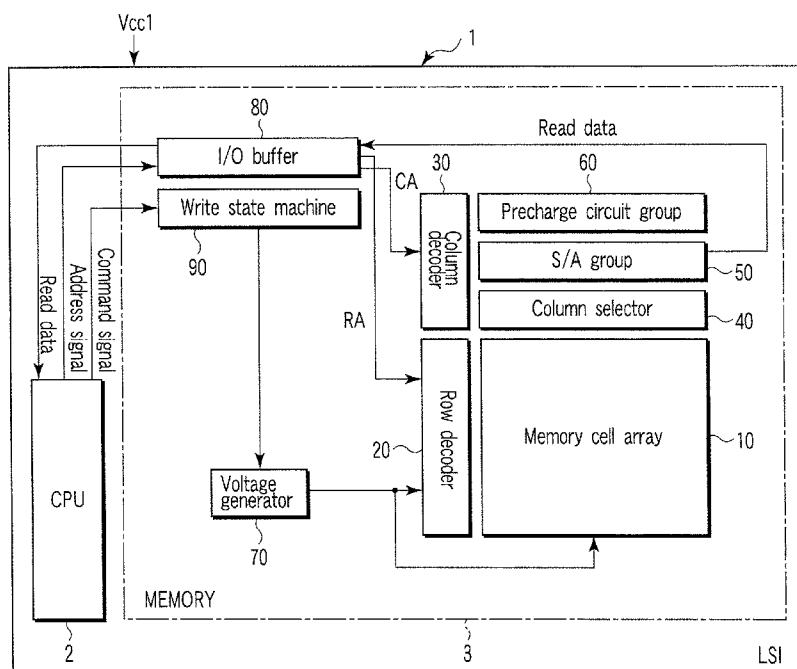 Vcc1
1
80
I/O buffer
Read data
30
CA
60
Column decoder
Precharge circuit group
Write state machine
90
S/A group
50
Read data
Address signal
Command signal
RA
Column selector
40
20
Row decoder
Memory cell array
10
CPU
Voltage
generator
70
MEMORY
2
3
LSI